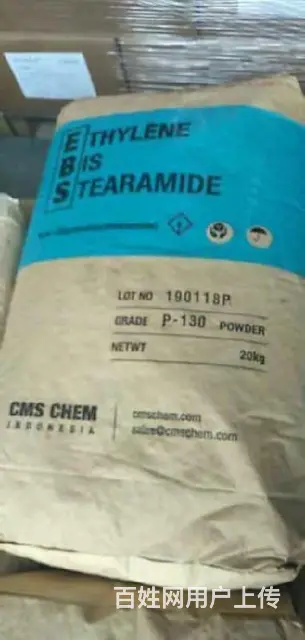 ETHYLENE
BIS
STEARAMIDE
LOT NO 190118P
GRADE P-130 POWDER
NETWT 20kg
CMS CHEM
INDONESIA
cmschem.com
sales@cmschem.com
百姓网用户上传